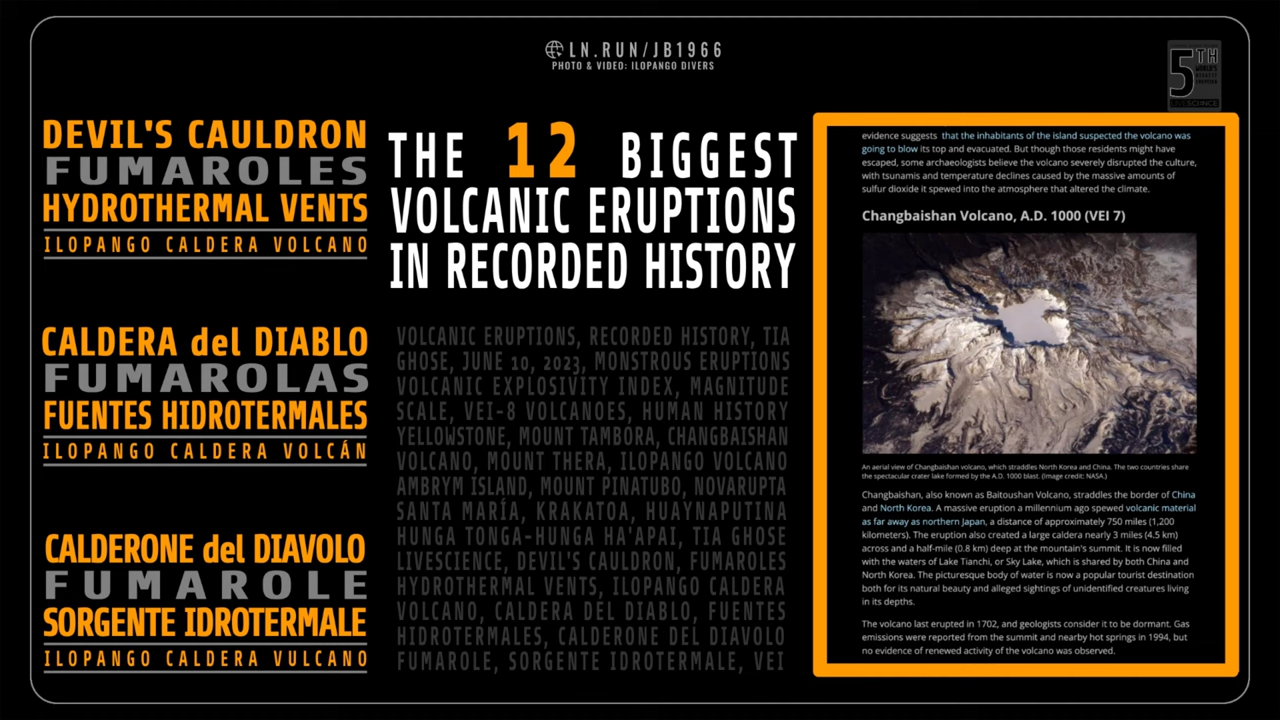 LN.RUN/JB1966
PHOTO & VIDEO: ILOPANGO DIVERS
5TH
WORLD'S
BIGGEST
ERUPTION
LIVESCIENCE
DEVIL'S CAULDRON
FUMAROLES
HYDROTHERMAL VENTS
ILOPANGO CALDERA VOLCANO
CALDERA del DIABLO
FUMAROLAS
FUENTES HIDROTERMALES
ILOPANGO CALDERA VOLCÁN
CALDERONE del DIAVOLO
FUMAROLE
SORGENTE IDROTERMALE
ILOPANGO CALDERA VULCANO
THE 12 BIGGEST
VOLCANIC ERUPTIONS
IN RECORDED HISTORY
VOLCANIC ERUPTIONS, RECORDED HISTORY, TIA
GHOSE, JUNE 10, 2023, MONSTROUS ERUPTIONS
VOLCANIC EXPLOSIVITY INDEX, MAGNITUDE
SCALE, VEI-8 VOLCANOES, HUMAN HISTORY
YELLOWSTONE, MOUNT TAMBORA, CHANGBAISHAN
VOLCANO, MOUNT THERA, ILOPANGO VOLCANO
AMBRYM ISLAND, MOUNT PINATUBO, NOVARUPTA
SANTA MARÍA, KRAKATOA, HUAYNAPUTINA
HUNGA TONGA-HUNGA HA'APAI, TIA GHOSE
LIVESCIENCE, DEVIL'S CAULDRON, FUMAROLES
HYDROTHERMAL VENTS, ILOPANGO CALDERA
VOLCANO, CALDERA DEL DIABLO, FUENTES
HIDROTERMALES, CALDERONE DEL DIAVOLO
FUMAROLE, SORGENTE IDROTERMALE, VEI
evidence suggests that the inhabitants of the island suspected the volcano was
going to blow its top and evacuated. But though those residents might have
escaped, some archaeologists believe the volcano severely disrupted the culture,
with tsunamis and temperature declines caused by the massive amounts of
sulfur dioxide it spewed into the atmosphere that altered the climate.
Changbaishan Volcano, A.D. 1000 (VEI 7)
An aerial view of Changbaishan volcano, which straddles North Korea and China. The two countries share
the spectacular crater lake formed by the A.D. 1000 blast. (Image credit: NASA.)
Changbaishan, also known as Baitoushan Volcano, straddles the border of China
and North Korea. A massive eruption a millennium ago spewed volcanic material
as far away as northern Japan, a distance of approximately 750 miles (1,200
kilometers). The eruption also created a large caldera nearly 3 miles (4.5 km)
across and a half-mile (0.8 km) deep at the mountain's summit. It is now filled
with the waters of Lake Tianchi, or Sky Lake, which is shared by both China and
North Korea. The picturesque body of water is now a popular tourist destination
both for its natural beauty and alleged sightings of unidentified creatures living
in its depths.
The volcano last erupted in 1702, and geologists consider it to be dormant. Gas
emissions were reported from the summit and nearby hot springs in 1994, but
no evidence of renewed activity of the volcano was observed.